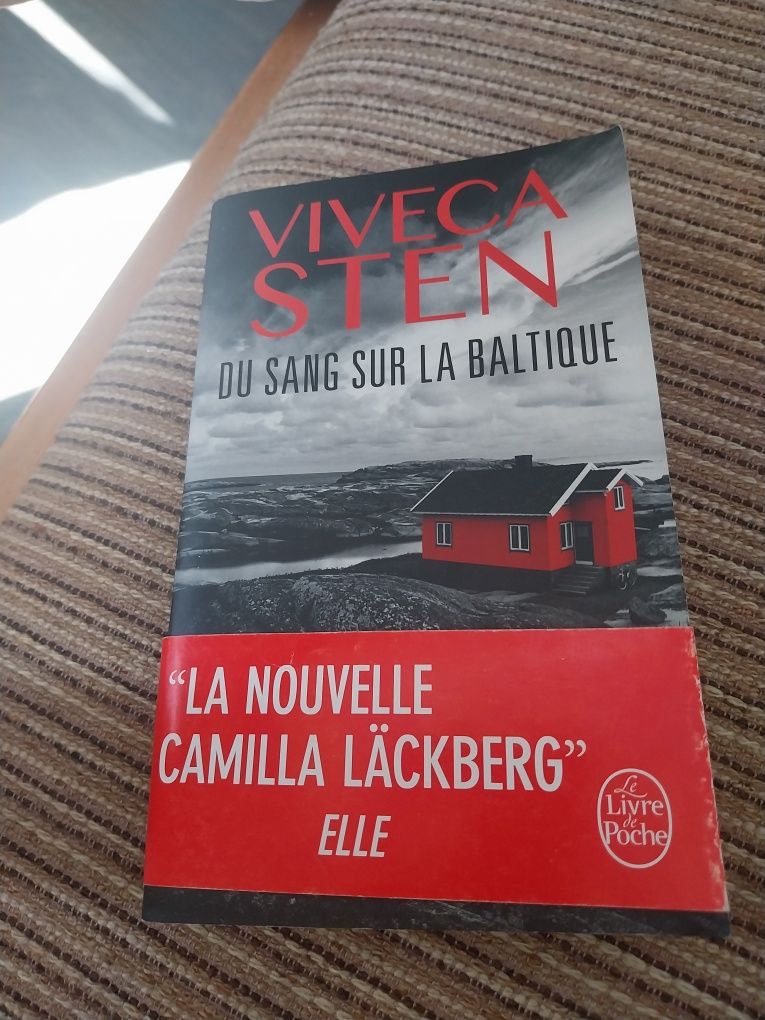 VIVECA
STEN
DU SANG SUR LA BALTIQUE
“LA NOUVELLE
CAMILLA LÄCKBERG”
ELLE
Le
Livre
de
Poche